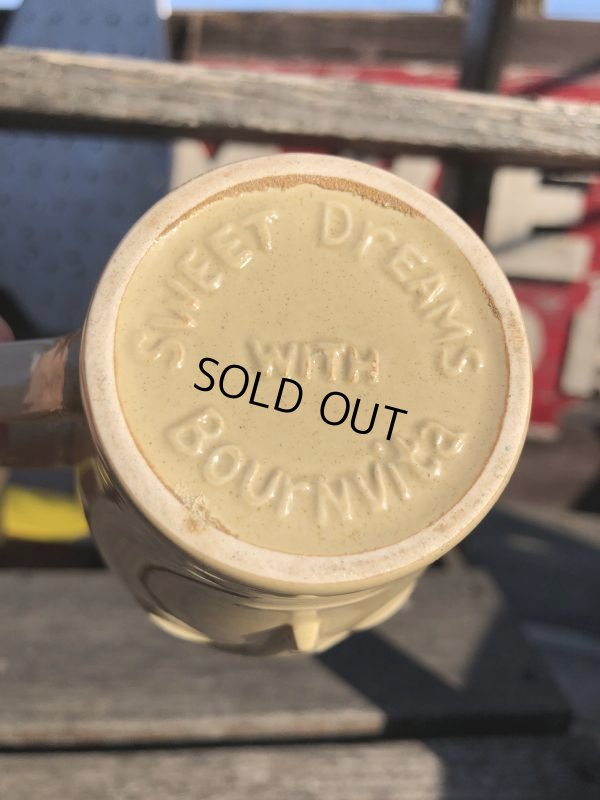 SWEET DrEAMS
WITH
BournVita
SOLD OUT